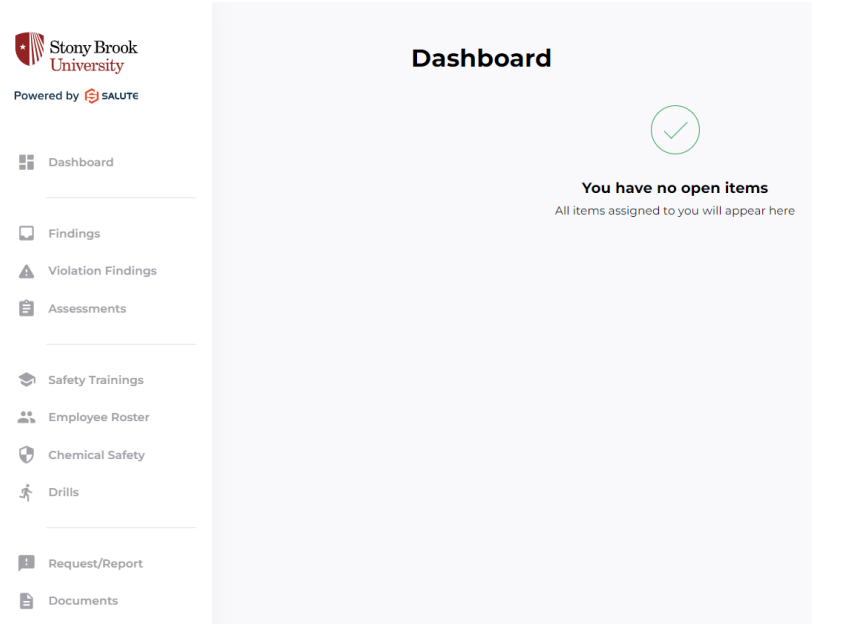 Stony Brook
University
Powered by SALUTE
Dashboard
Findings
Violation Findings
Assessments
Safety Trainings
Employee Roster
Chemical Safety
Drills
Request/Report
Documents
Dashboard
You have no open items
All items assigned to you will appear here